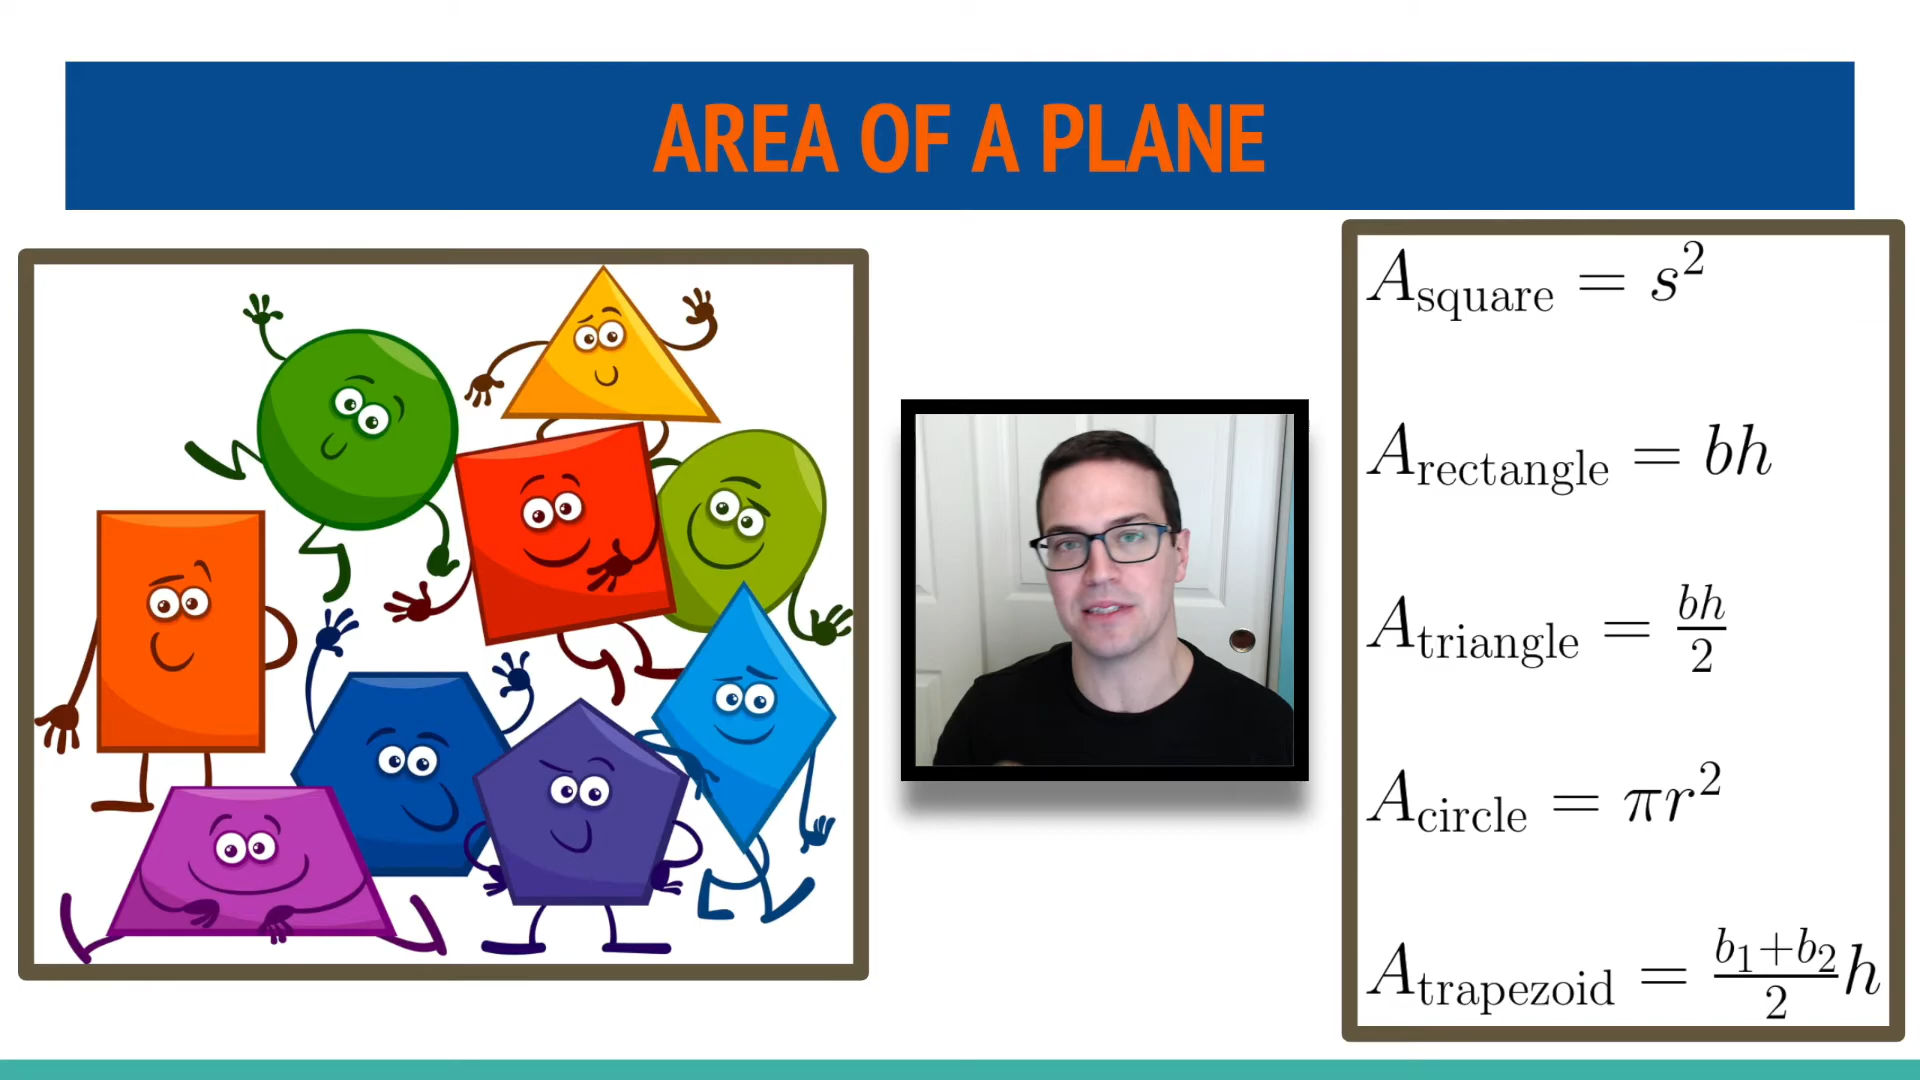 AREA OF A PLANE
A_square = s^2
A_rectangle = bh
A_triangle = bh/2
A_circle = πr^2
A_trapezoid = (b_1+b_2)/2 h